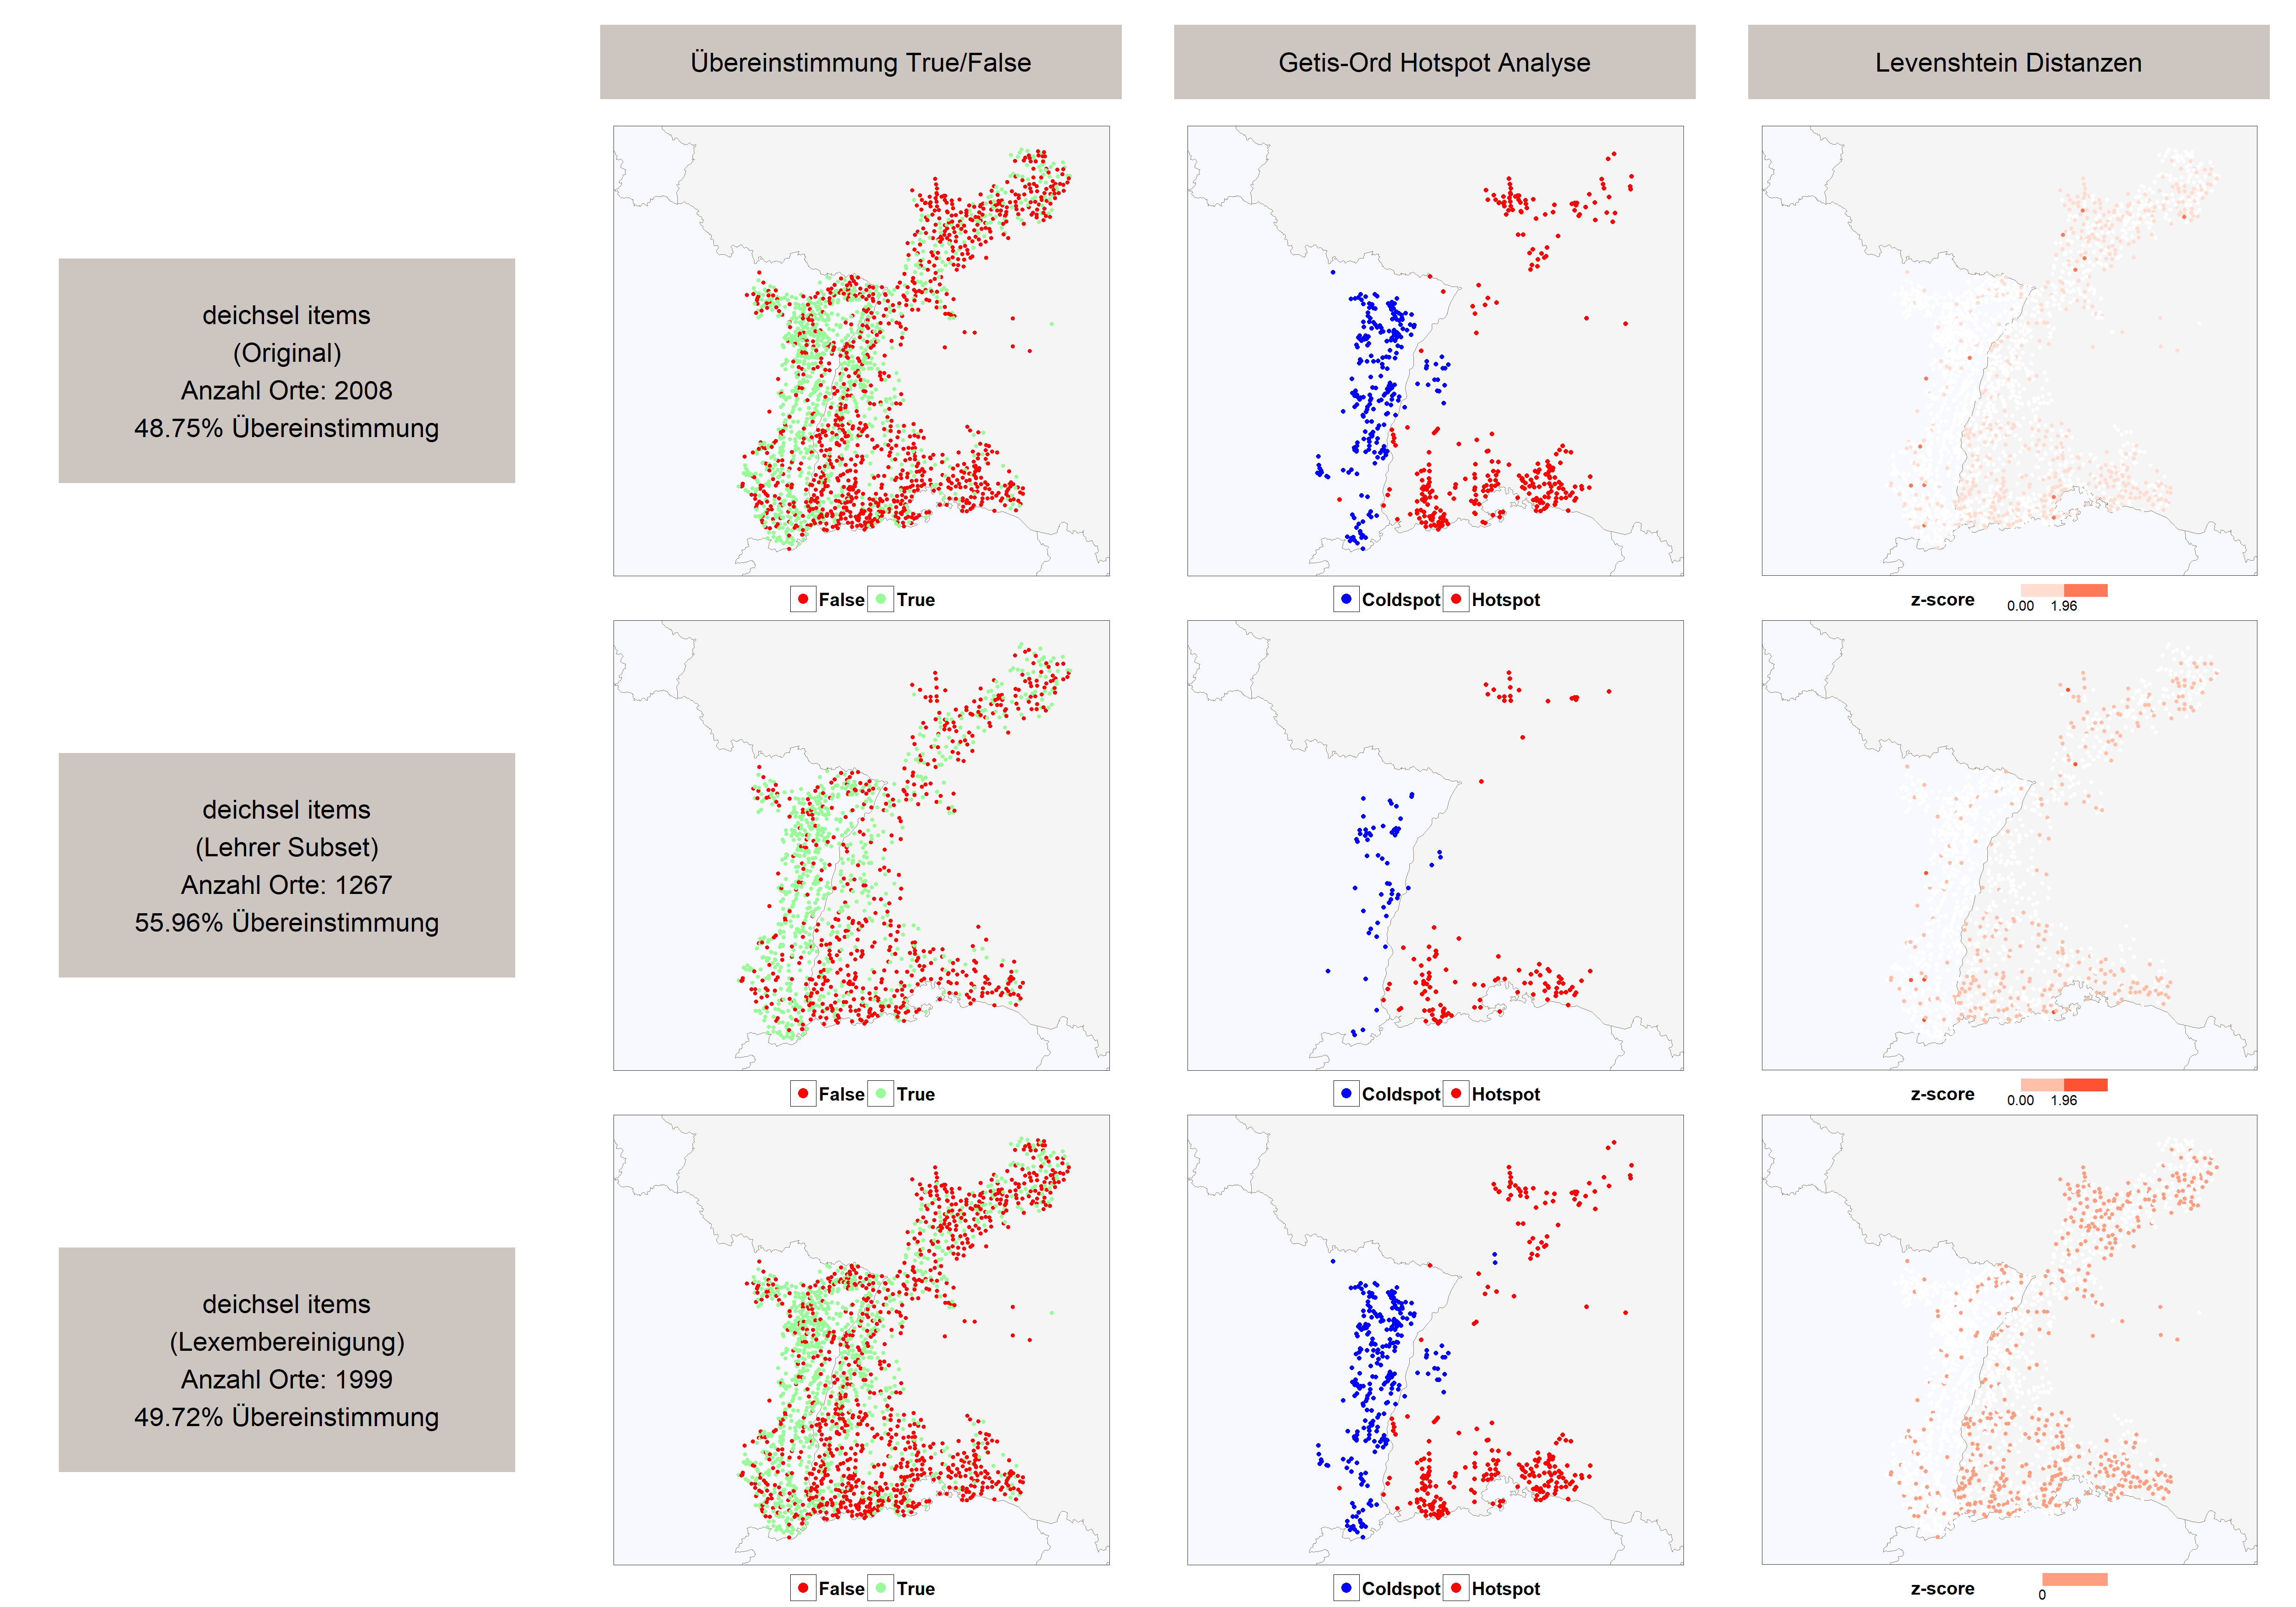 Übereinstimmung True/False
Getis-Ord Hotspot Analyse
Levenshtein Distanzen
deichsel items
(Original)
Anzahl Orte: 2008
48.75% Übereinstimmung
False True
Coldspot Hotspot
z-score
0.00 1.96
deichsel items
(Lehrer Subset)
Anzahl Orte: 1267
55.96% Übereinstimmung
False True
Coldspot Hotspot
z-score
0.00 1.96
deichsel items
(Lexembereinigung)
Anzahl Orte: 1999
49.72% Übereinstimmung
False True
Coldspot Hotspot
z-score
0